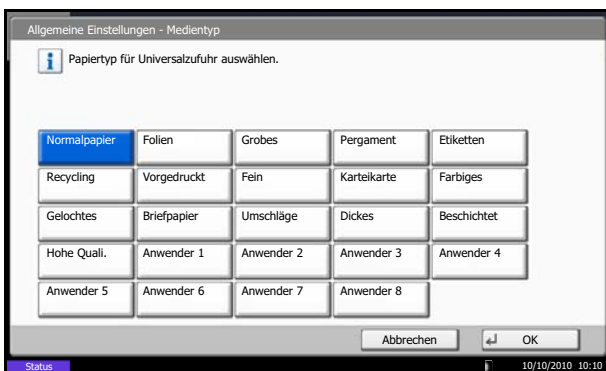 Allgemeine Einstellungen - Medientyp
Papiertyp für Universalzufuhr auswählen.
Normalpapier Folien Grobes Pergament Etiketten
Recycling Vorgedruckt Fein Karteikarte Farbiges
Gelochtes Briefpapier Umschläge Dickes Beschichtet
Hohe Quali. Anwender 1 Anwender 2 Anwender 3 Anwender 4
Anwender 5 Anwender 6 Anwender 7 Anwender 8
Abbrechen OK
Status 10/10/2010 10:10